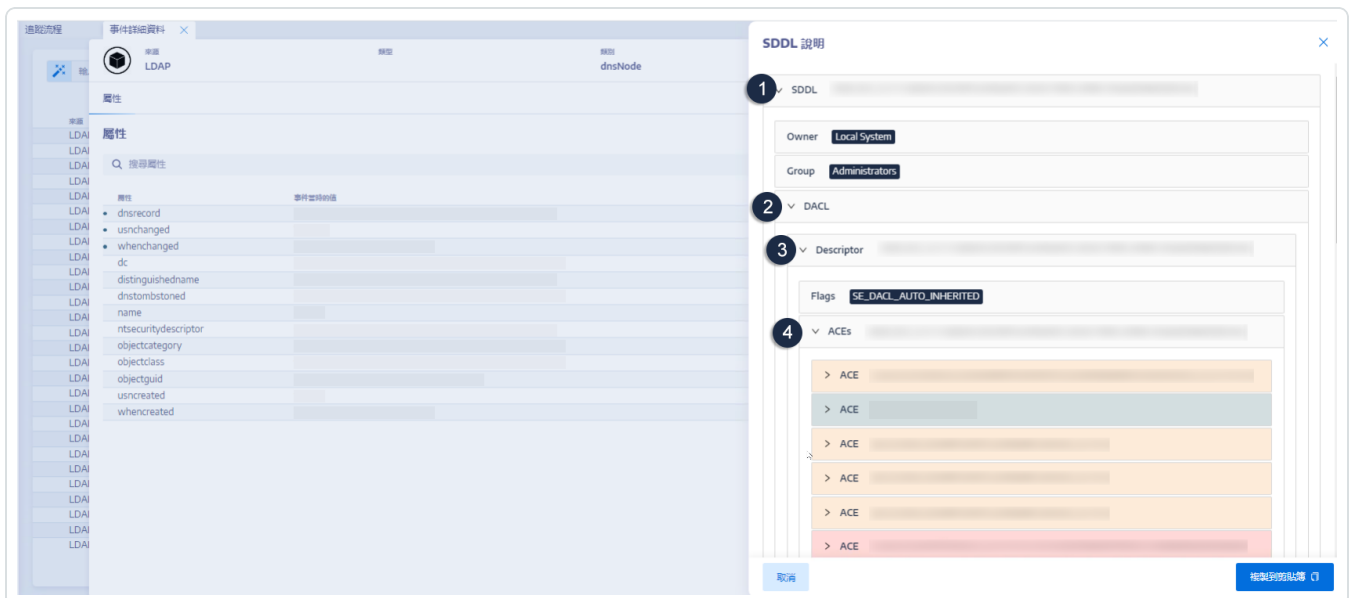 追蹤流程
事件詳細資料
來源
LDAP
類型
類別
dnsNode
屬性
來源
屬性
搜尋屬性
屬性
事件當時的值
dnsrecord
usnchanged
whenchanged
dc
distinguishedname
dnstombstoned
name
ntsecuritydescriptor
objectcategory
objectclass
objectguid
usncreated
whencreated
SDDL 說明
1
SDDL
Owner Local System
Group Administrators
2
DACL
3
Descriptor
Flags SE_DACL_AUTO_INHERITED
4
ACEs
ACE
ACE
ACE
ACE
ACE
ACE
取消
複製到剪貼簿